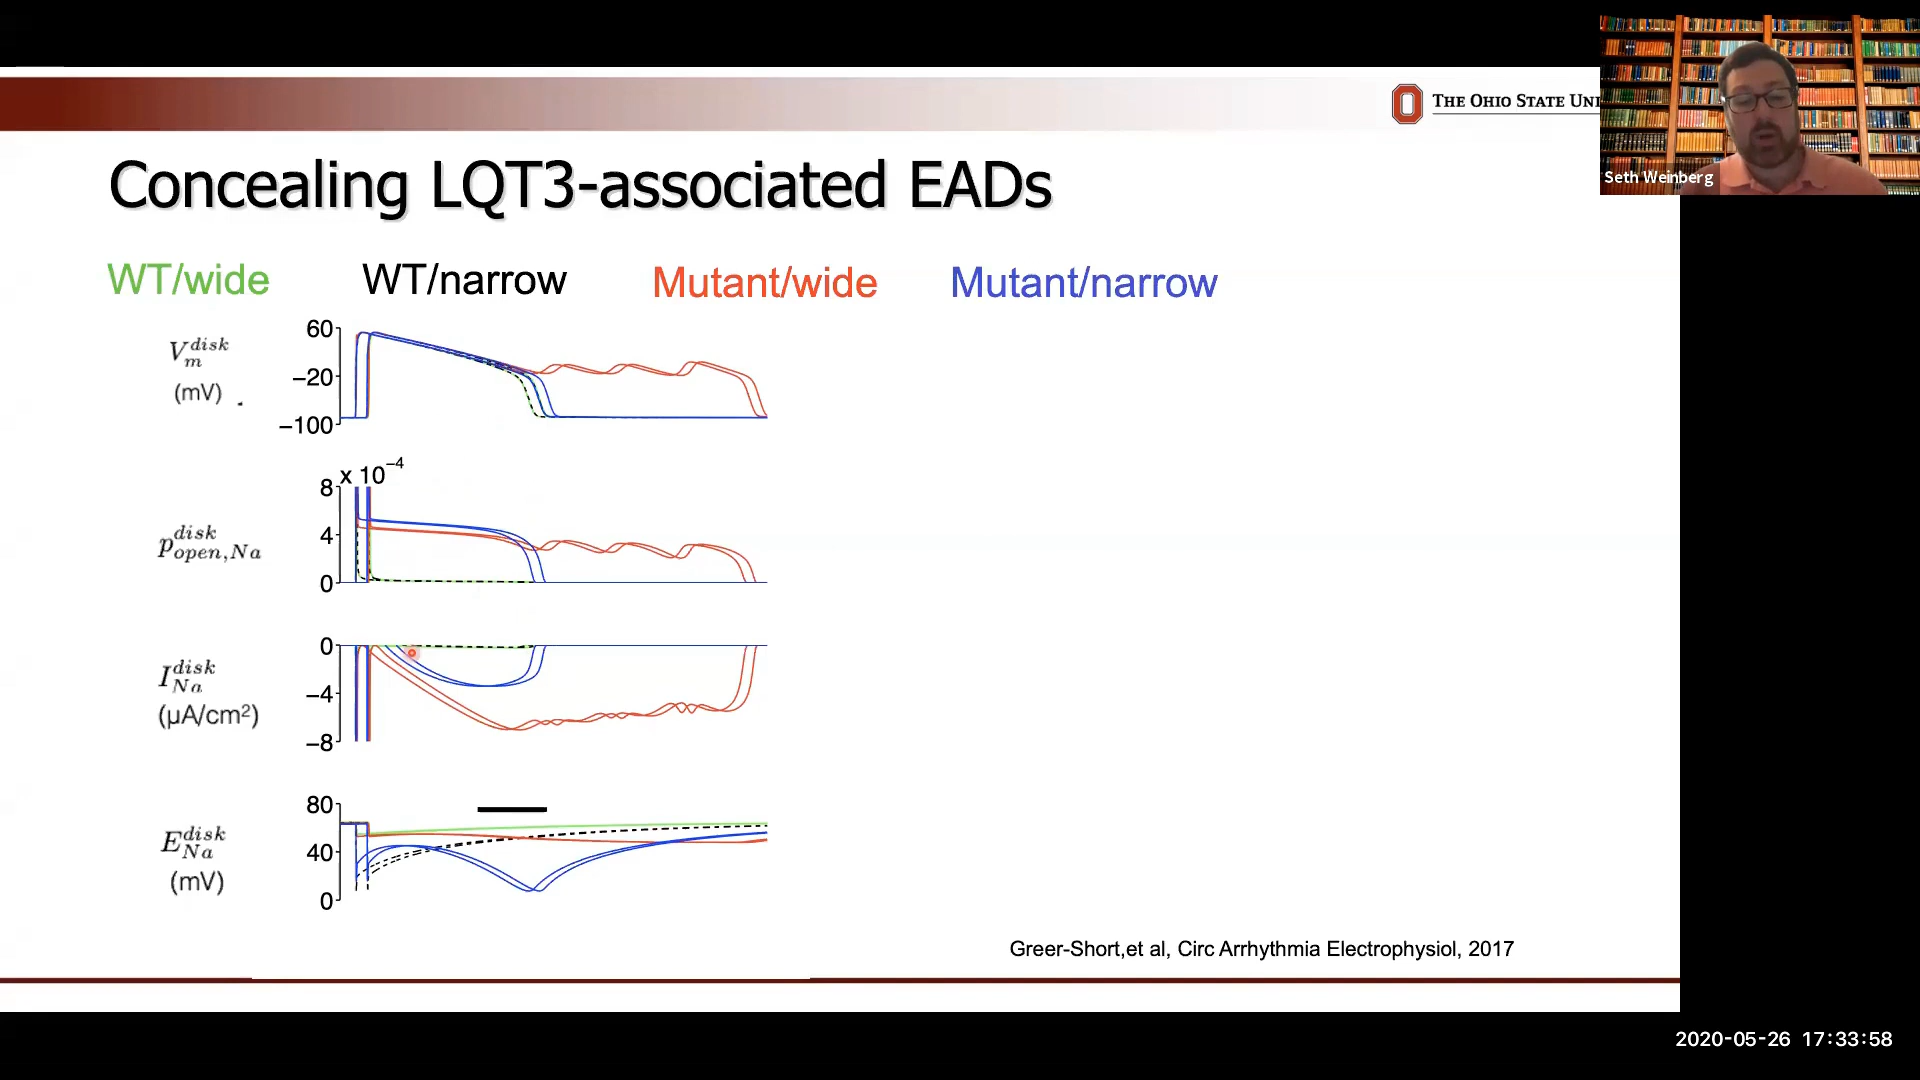 THE OHIO STATE UNI
Seth Weinberg
Concealing LQT3-associated EADs
WT/wide WT/narrow Mutant/wide Mutant/narrow
V_m^disk
(mV)
60
−20
−100
x 10^−4
p_open,Na^disk
8
4
0
I_Na^disk
(μA/cm²)
0
−4
−8
E_Na^disk
(mV)
80
40
0
Greer-Short,et al, Circ Arrhythmia Electrophysiol, 2017
2020-05-26 17:33:58